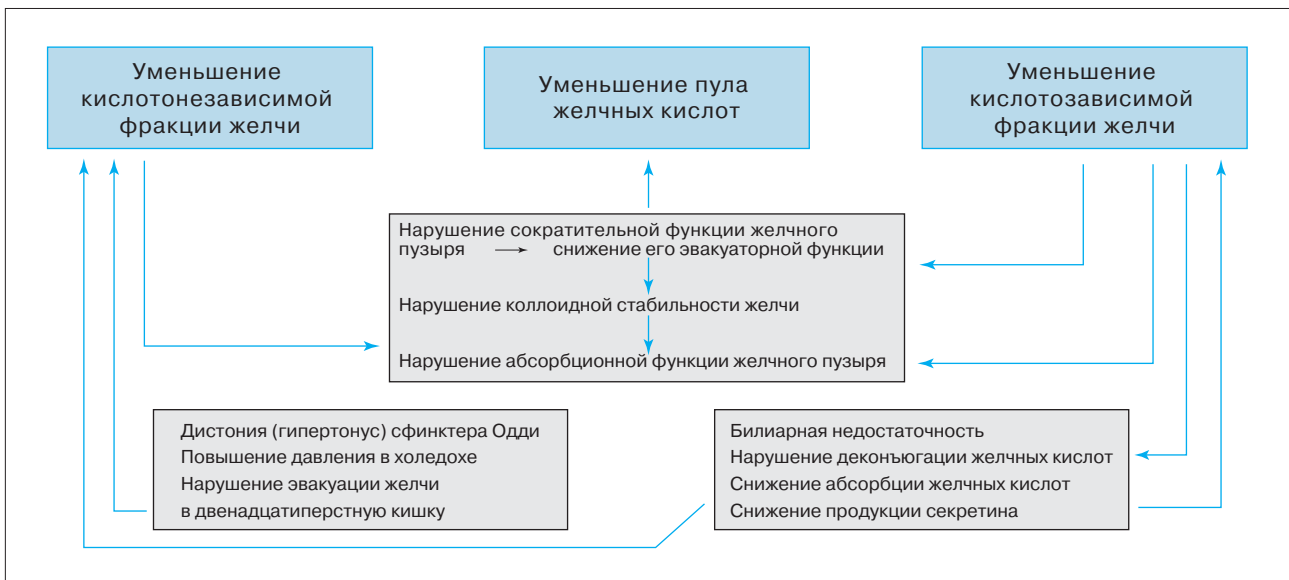 Уменьшение
кислотонезависимой
фракции желчи
Уменьшение пула
желчных кислот
Уменьшение
кислотозависимой
фракции желчи
Нарушение сократительной функции желчного
пузыря → снижение его эвакуаторной функции
Нарушение коллоидной стабильности желчи
Нарушение абсорбционной функции желчного пузыря
Дистония (гипертонус) сфинктера Одди
Повышение давления в холедохе
Нарушение эвакуации желчи
в двенадцатиперстную кишку
Билиарная недостаточность
Нарушение деконъюгации желчных кислот
Снижение абсорбции желчных кислот
Снижение продукции секретина